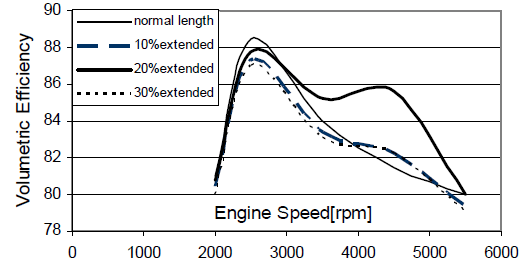 90
88
86
84
82
80
78
Volumetric Efficiency
normal length
10%extended
20%extended
30%extended
Engine Speed[rpm]
0 1000 2000 3000 4000 5000 6000